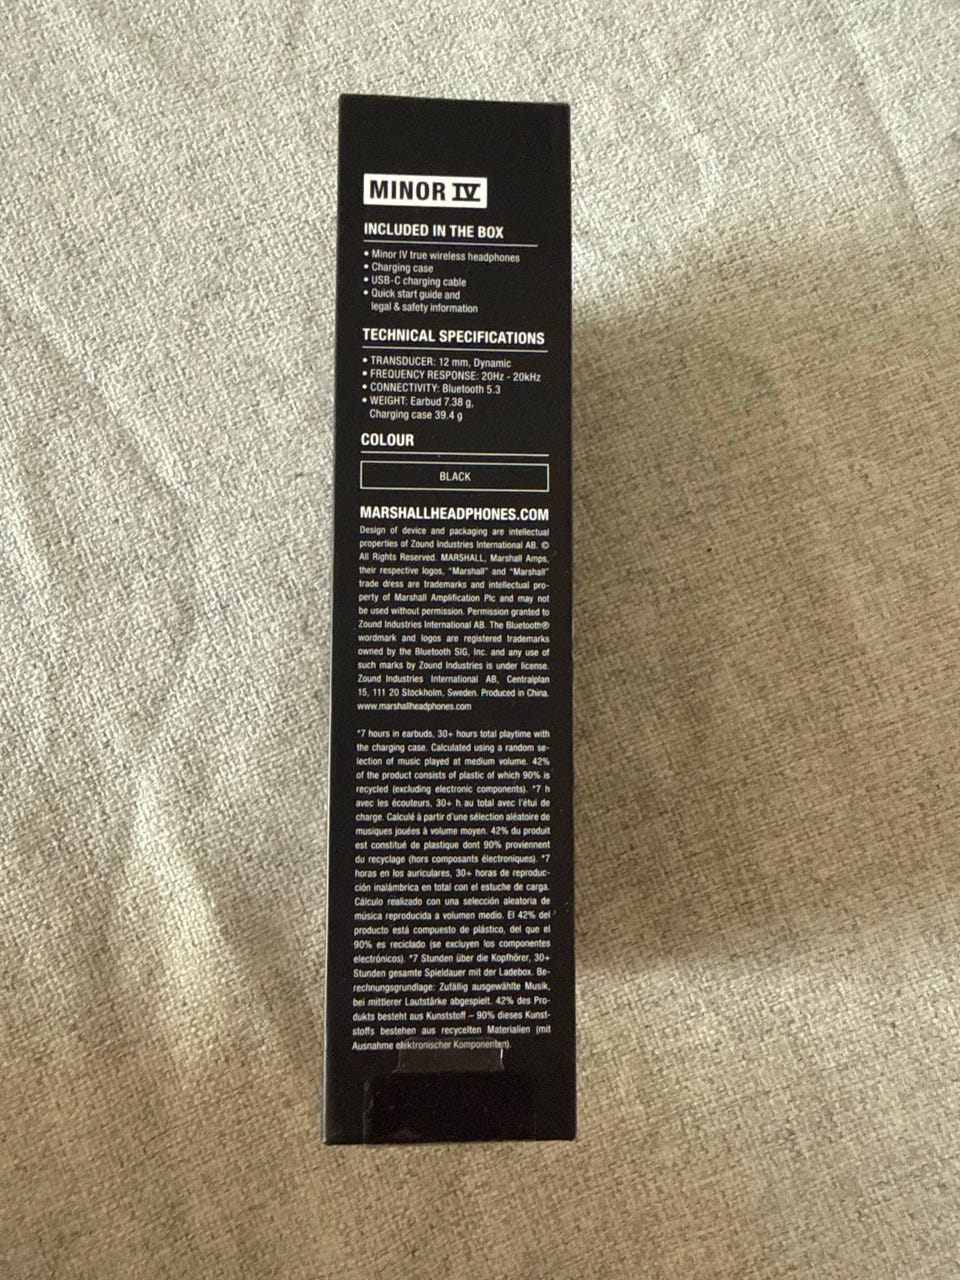 MINOR IV
INCLUDED IN THE BOX
• Minor IV true wireless headphones
• Charging case
• USB-C charging cable
• Quick start guide and
legal & safety information
TECHNICAL SPECIFICATIONS
• TRANSDUCER: 12 mm, Dynamic
• FREQUENCY RESPONSE: 20Hz - 20kHz
• CONNECTIVITY: Bluetooth 5.3
• WEIGHT: Earbud 7.38 g,
Charging case 39.4 g
COLOUR
BLACK
MARSHALLHEADPHONES.COM
Design of device and packaging are intellectual
properties of Zound Industries International AB. ©
All Rights Reserved. MARSHALL, Marshall Amps,
their respective logos, “Marshall” and “Marshall”
trade dress are trademarks and intellectual pro-
perty of Marshall Amplification Plc and may not
be used without permission. Permission granted to
Zound Industries International AB. The Bluetooth®
wordmark and logos are registered trademarks
owned by the Bluetooth SIG, Inc. and any use of
such marks by Zound Industries is under license.
Zound Industries International AB, Centralplan
15, 111 20 Stockholm, Sweden. Produced in China.
www.marshallheadphones.com
*7 hours in earbuds, 30+ hours total playtime with
the charging case. Calculated using a random se-
lection of music played at medium volume. 42%
of the product consists of plastic of which 90% is
recycled (excluding electronic components). *7 h
avec les écouteurs, 30+ h au total avec l'étui de
charge. Calculé à partir d'une sélection aléatoire de
musiques jouées à volume moyen. 42% du produit
est constitué de plastique dont 90% proviennent
du recyclage (hors composants électroniques). *7
horas en los auriculares, 30+ horas de reproduc-
ción inalámbrica en total con el estuche de carga.
Cálculo realizado con una selección aleatoria de
música reproducida a volumen medio. El 42% del
producto está compuesto de plástico, del que el
90% es reciclado (se excluyen los componentes
electrónicos). *7 Stunden über die Kopfhörer, 30+
Stunden gesamte Spieldauer mit der Ladebox. Be-
rechnungsgrundlage: Zufällig ausgewählte Musik,
bei mittlerer Lautstärke abgespielt. 42% des Pro-
dukts besteht aus Kunststoff – 90% dieses Kunst-
stoffs bestehen aus recycelten Materialien (mit
Ausnahme elektronischer Komponenten).